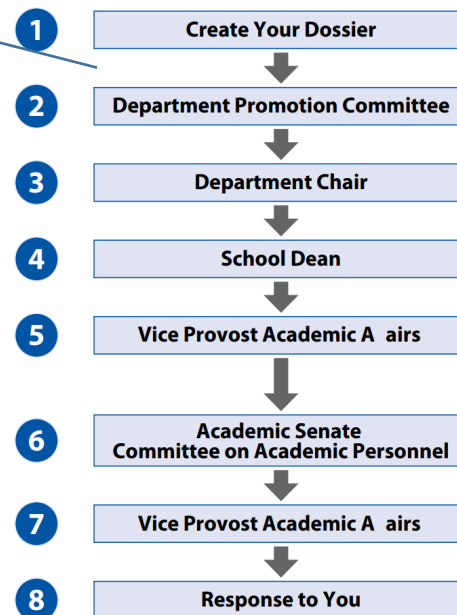 1 Create Your Dossier
2 Department Promotion Committee
3 Department Chair
4 School Dean
5 Vice Provost Academic A airs
6 Academic Senate
Committee on Academic Personnel
7 Vice Provost Academic A airs
8 Response to You